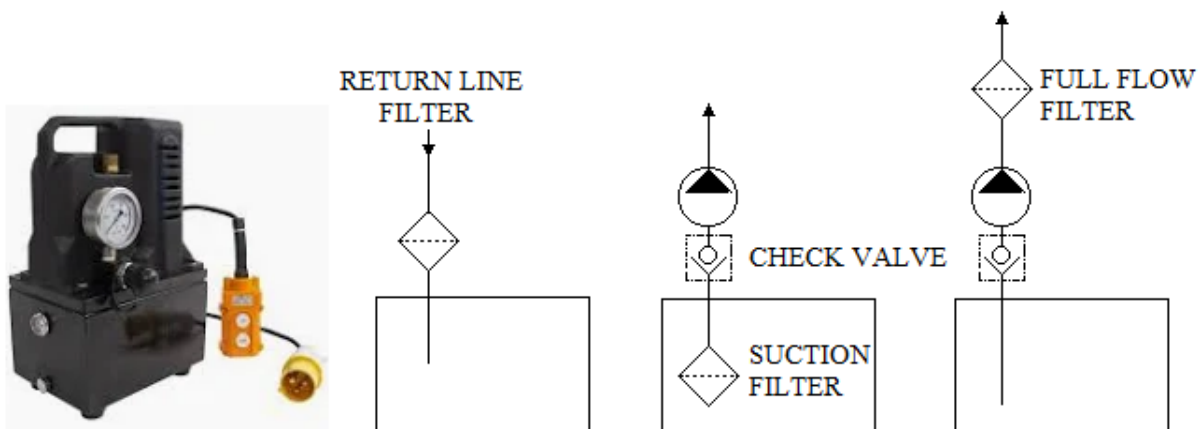 RETURN LINE
FILTER
CHECK VALVE
SUCTION
FILTER
FULL FLOW
FILTER